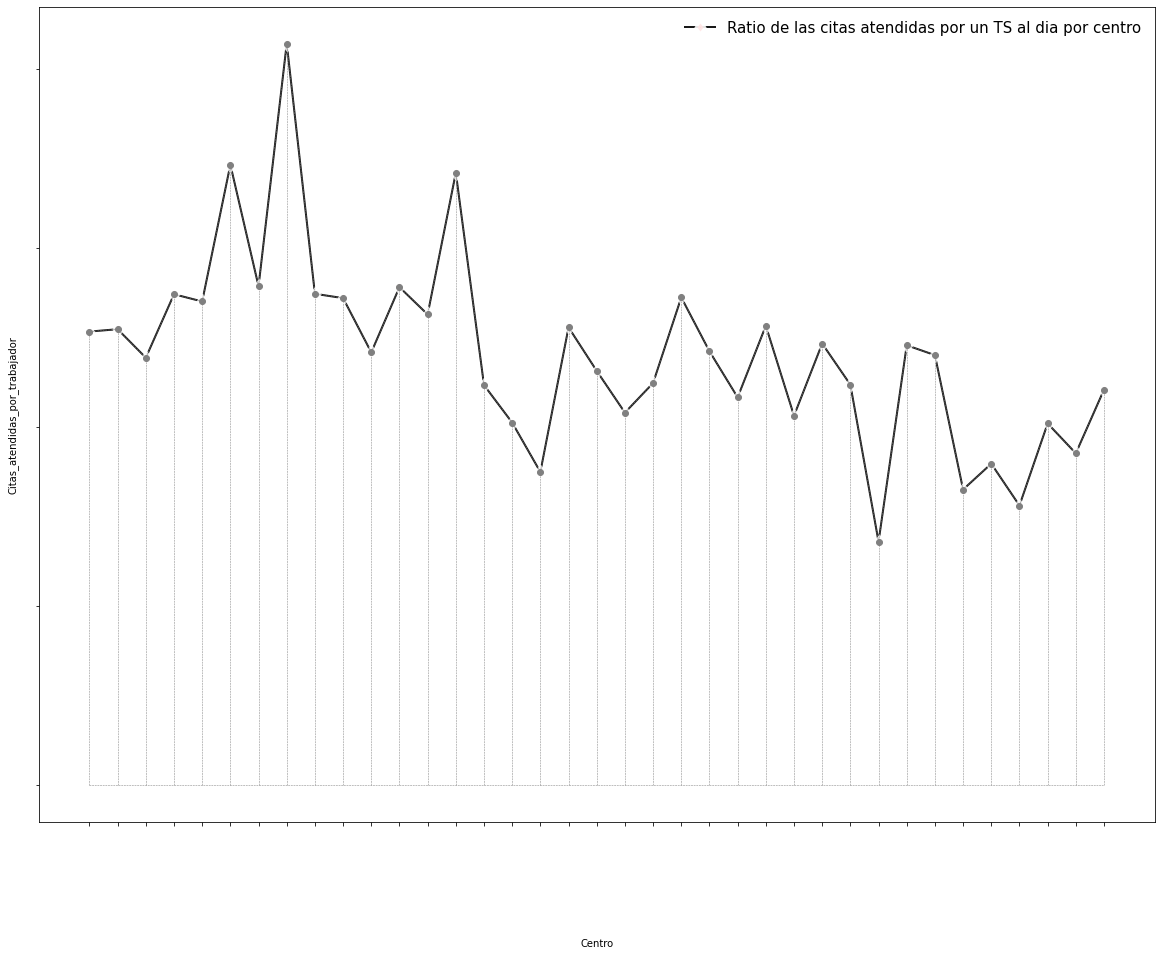 Ratio de las citas atendidas por un TS al dia por centro
Citas_atendidas_por_trabajador
Centro